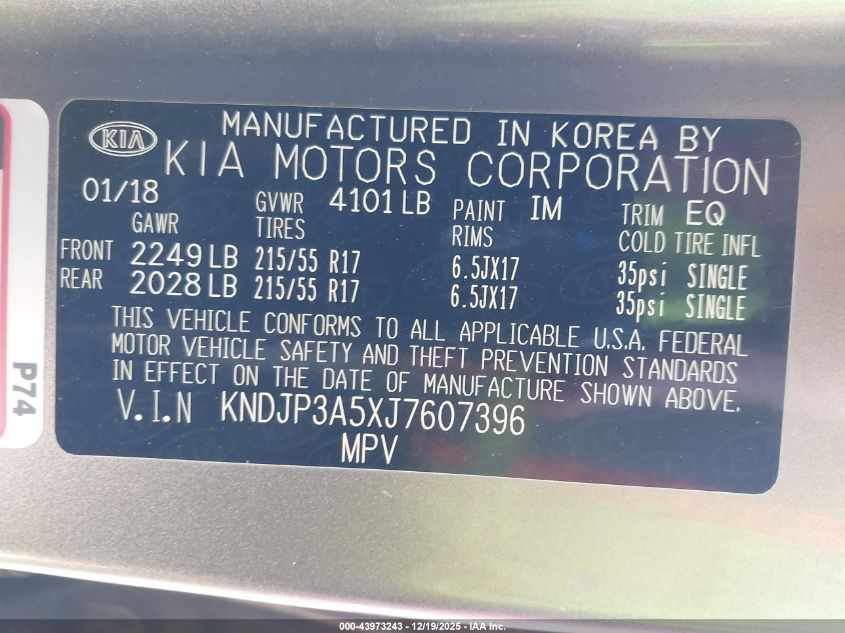 KIA
MANUFACTURED IN KOREA BY
KIA MOTORS CORPORATION
01/18 GVWR 4101 LB PAINT IM TRIM EQ
GAWR TIRES RIMS COLD TIRE INFL
FRONT 2249 LB 215/55 R17 6.5JX17 35psi SINGLE
REAR 2028 LB 215/55 R17 6.5JX17 35psi SINGLE
THIS VEHICLE CONFORMS TO ALL APPLICABLE U.S.A. FEDERAL
MOTOR VEHICLE SAFETY AND THEFT PREVENTION STANDARDS
IN EFFECT ON THE DATE OF MANUFACTURE SHOWN ABOVE.
V.I.N KNDJP3A5XJ7607396
MPV
P74
000-43973243 - 12/19/2025 - IAA Inc.